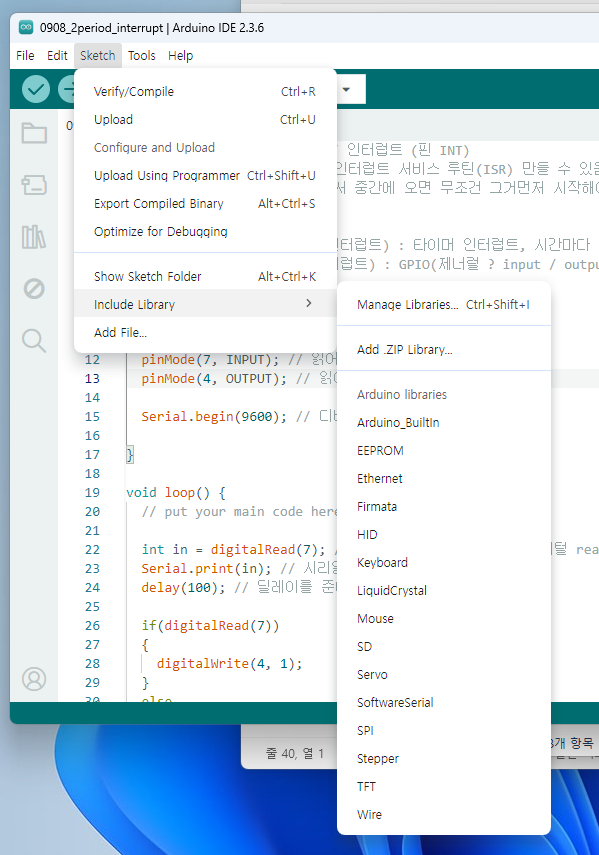 0908_2period_interrupt | Arduino IDE 2.3.6
File Edit Sketch Tools Help
Verify/Compile Ctrl+R
Upload Ctrl+U
Configure and Upload
Upload Using Programmer Ctrl+Shift+U
Export Compiled Binary Alt+Ctrl+S
Optimize for Debugging
Show Sketch Folder Alt+Ctrl+K
Include Library
Add File...
Manage Libraries... Ctrl+Shift+I
Add .ZIP Library...
Arduino libraries
Arduino_BuiltIn
EEPROM
Ethernet
Firmata
HID
Keyboard
LiquidCrystal
Mouse
SD
Servo
SoftwareSerial
SPI
Stepper
TFT
Wire
0
인터럽트 (핀 INT)
인터럽트 서비스 루틴(ISR) 만들 수 있음
서 중간에 오면 무조건 그거먼저 시작해야
인터럽트) : 타이머 인터럽트, 시간마다
럽트) : GPIO(제너럴 ? input / outpu
12 pinMode(7, INPUT); // 읽어
13 pinMode(4, OUTPUT); // 읽어
14
15 Serial.begin(9600); // 디버
16
17 }
18
19 void loop() {
20 // put your main code here
21
22 int in = digitalRead(7); // 털 rea
23 Serial.print(in); // 시리얼
24 delay(100); // 딜레이를 준다
25
26 if(digitalRead(7))
27 {
28 digitalWrite(4, 1);
29 }
30 else
줄 40, 열 1
개 항목